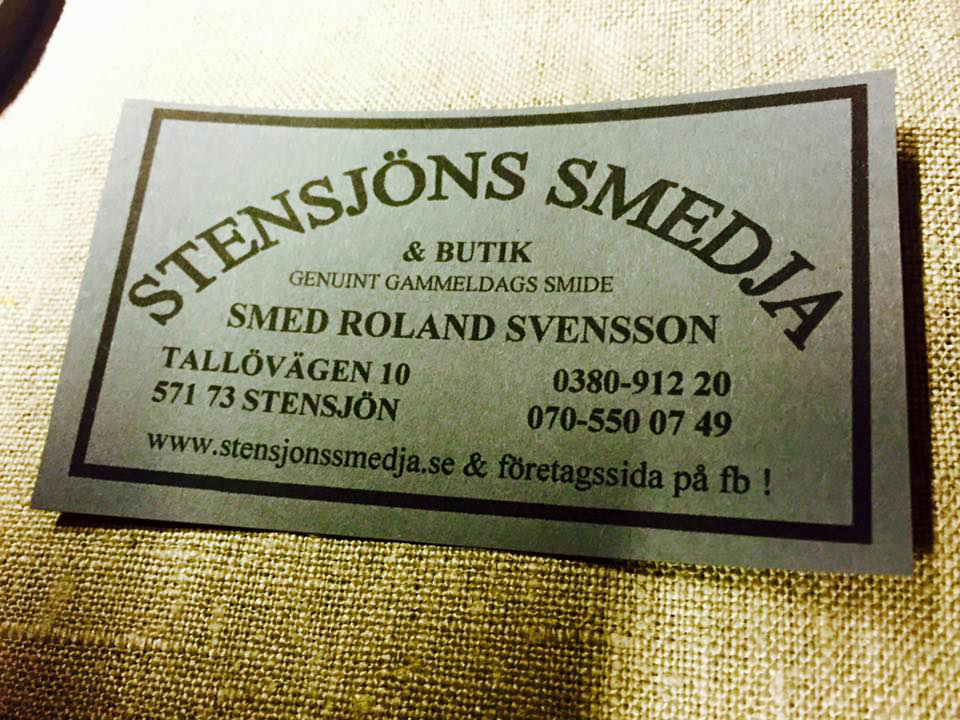 STENSJÖNS SMEDJA
& BUTIK
GENUINT GAMMELDAGS SMIDE
SMED ROLAND SVENSSON
TALLÖVÄGEN 10 0380-912 20
571 73 STENSJÖN 070-550 07 49
www.stensjonssmedja.se & företagssida på fb !